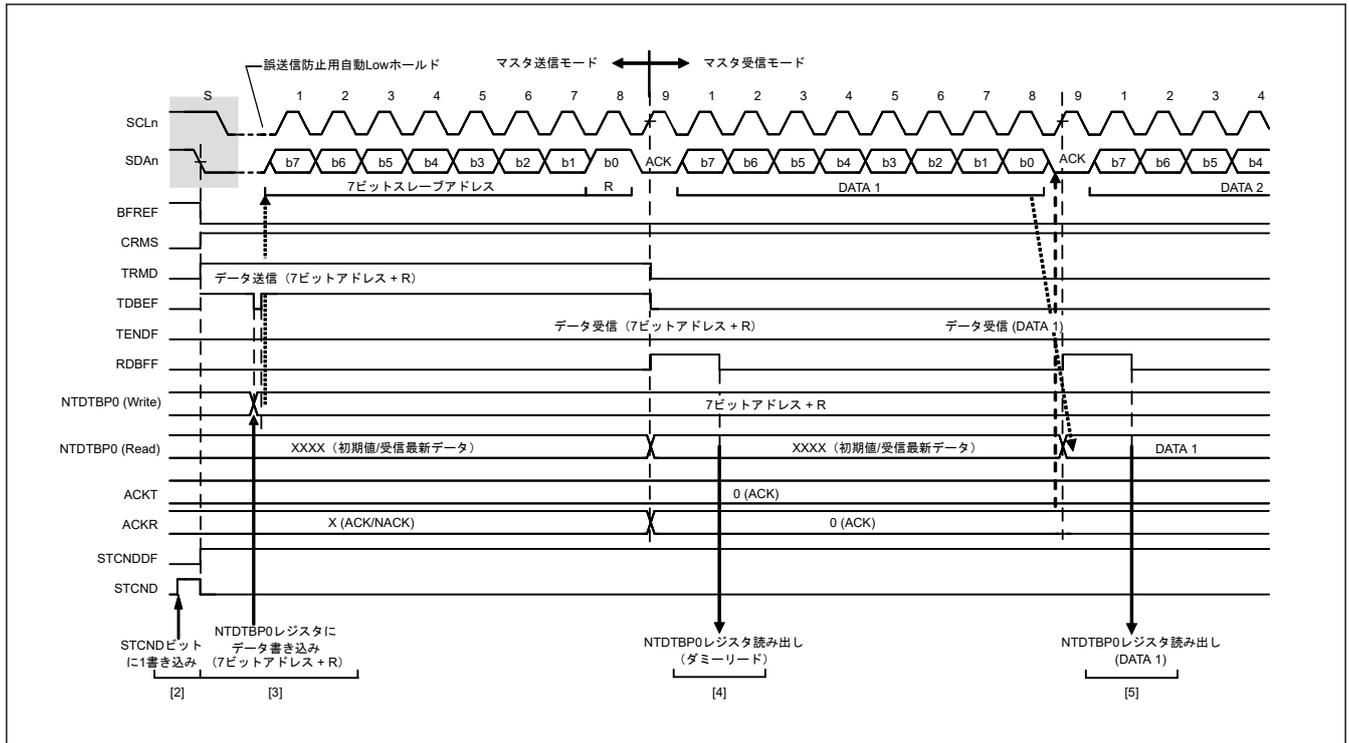 誤送信防止用自動Lowホールド
マスタ送信モード
マスタ受信モード
S 1 2 3 4 5 6 7 8 9 1 2 3 4 5 6 7 8 9 1 2 3 4
SCLn
SDAn b7 b6 b5 b4 b3 b2 b1 b0 ACK b7 b6 b5 b4 b3 b2 b1 b0 ACK b7 b6 b5 b4
7ビットスレーブアドレス R DATA 1 DATA 2
BFREF
CRMS
TRMD
データ送信（7ビットアドレス + R）
TDBEF
データ受信（7ビットアドレス + R） データ受信 (DATA 1)
TENDF
RDBFF
NTDTBP0 (Write) 7ビットアドレス + R
NTDTBP0 (Read) XXXX（初期値/受信最新データ） XXXX（初期値/受信最新データ） DATA 1
ACKT 0 (ACK)
ACKR X (ACK/NACK) 0 (ACK)
STCNDDF
STCND
STCNDビット
に1書き込み
[2]
NTDTBP0レジスタに
データ書き込み
（7ビットアドレス + R）
[3]
NTDTBP0レジスタ読み出し
（ダミーリード）
[4]
NTDTBP0レジスタ読み出し
(DATA 1)
[5]